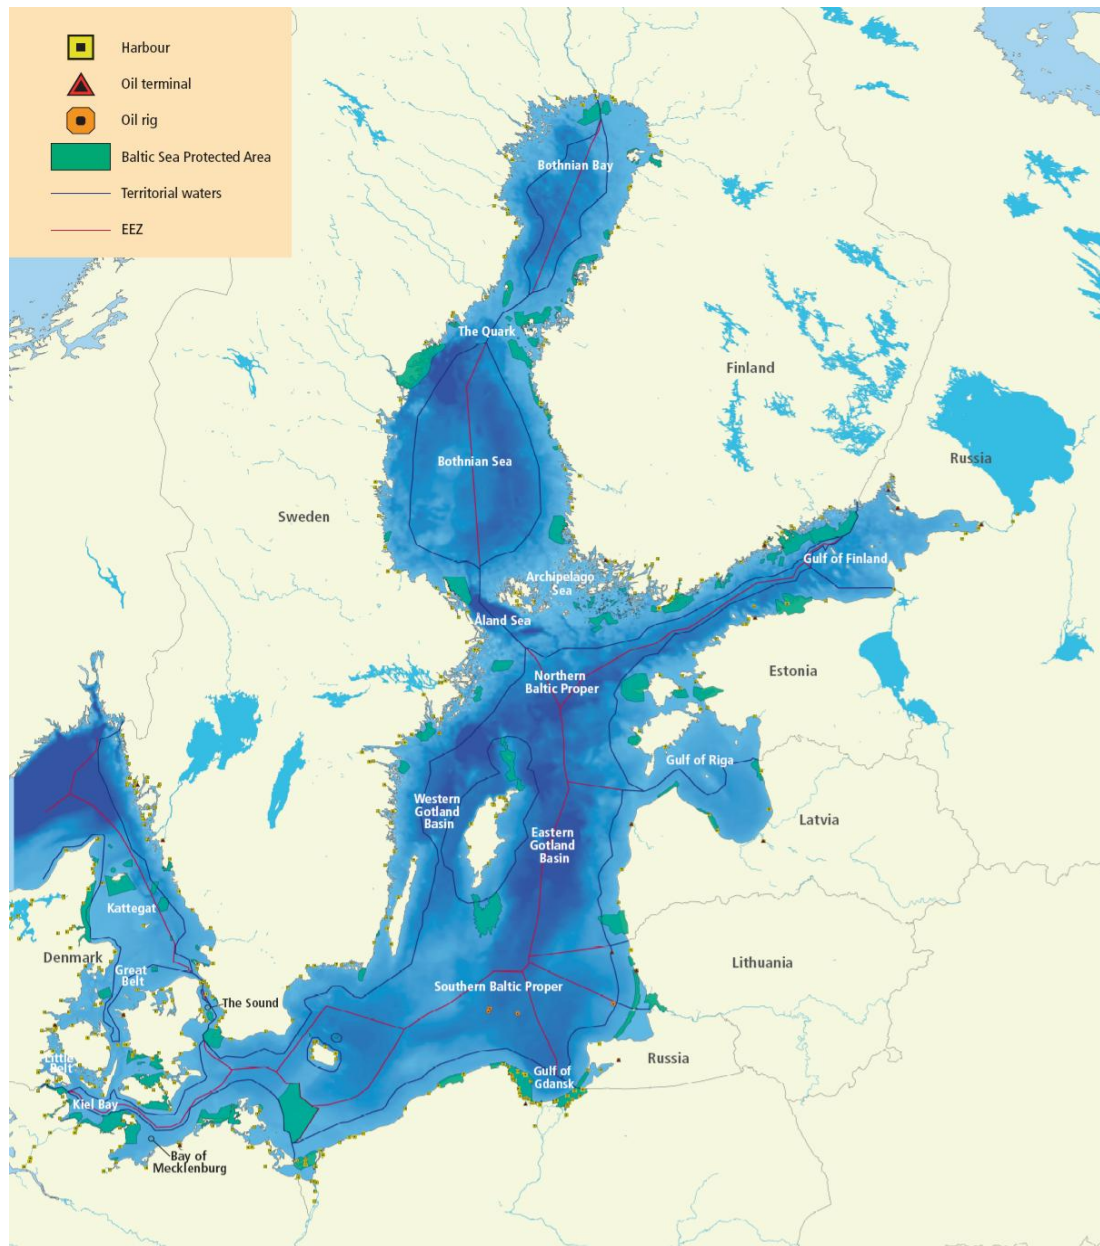 Harbour
Oil terminal
Oil rig
Baltic Sea Protected Area
Territorial waters
EEZ
Bothnian Bay
The Quark
Finland
Bothnian Sea
Russia
Sweden
Gulf of Finland
Archipelago
Sea
Åland Sea
Northern
Baltic Proper
Estonia
Gulf of Riga
Western
Gotland
Basin
Eastern
Gotland
Basin
Latvia
Kattegat
Denmark
Great
Belt
Lithuania
Southern Baltic Proper
The Sound
Little
Belt
Russia
Gulf of
Gdansk
Kiel Bay
Bay of
Mecklenburg